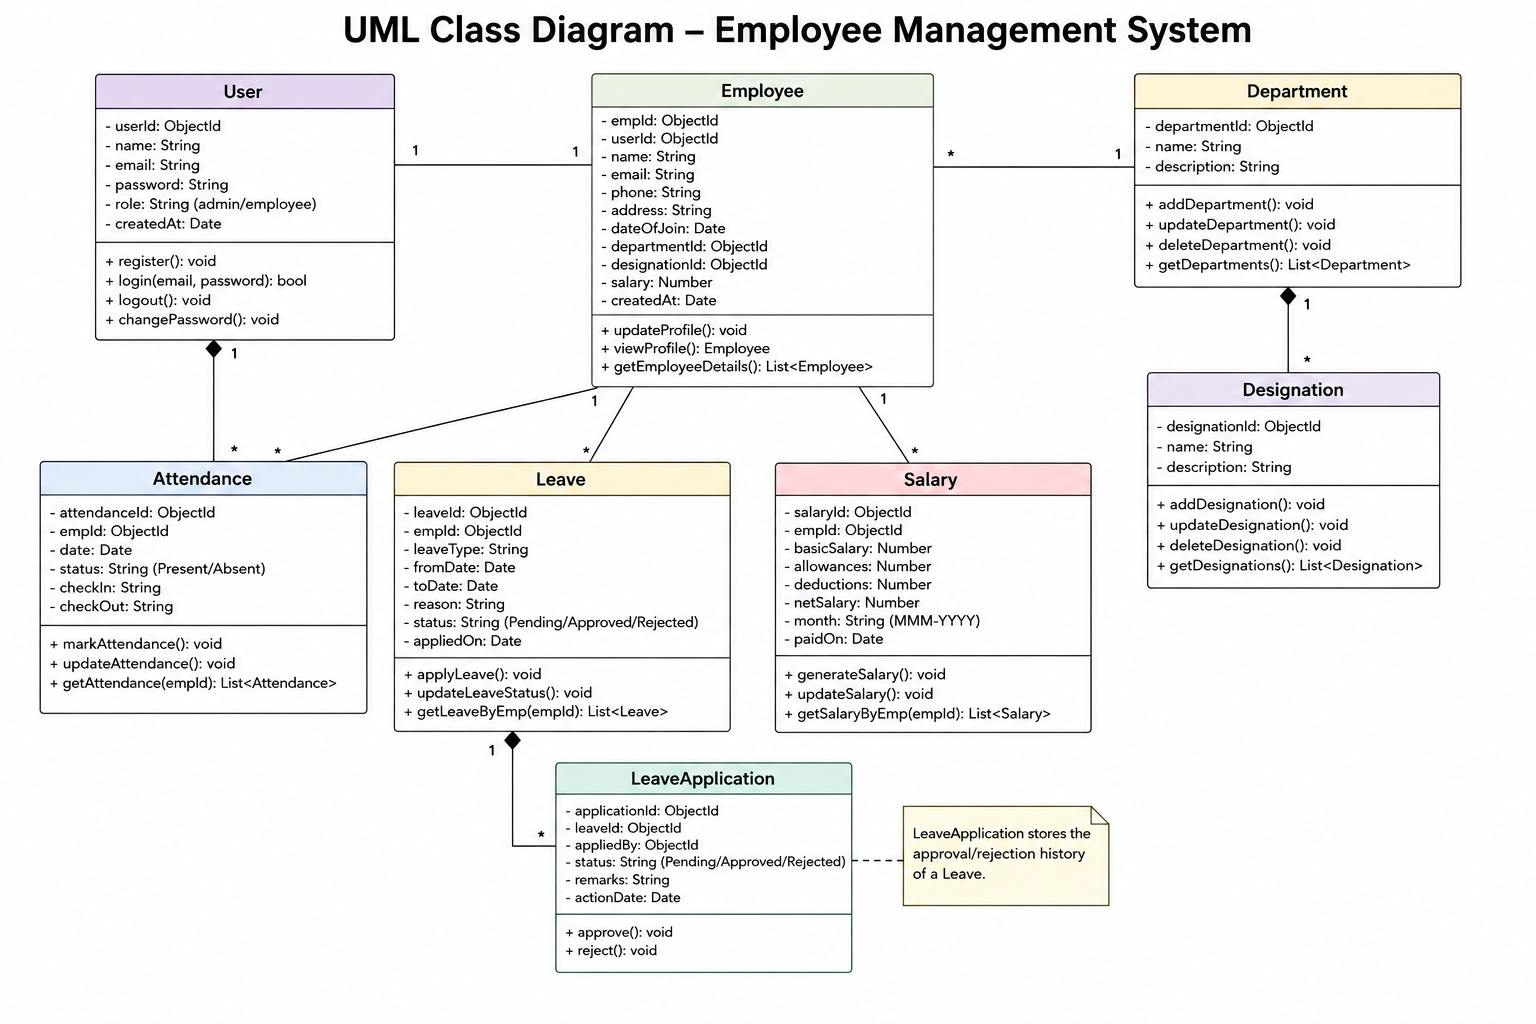 UML Class Diagram – Employee Management System
User
- userId: ObjectId
- name: String
- email: String
- password: String
- role: String (admin/employee)
- createdAt: Date
+ register(): void
+ login(email, password): bool
+ logout(): void
+ changePassword(): void
1
1
Employee
- empId: ObjectId
- userId: ObjectId
- name: String
- email: String
- phone: String
- address: String
- dateOfJoin: Date
- departmentId: ObjectId
- designationId: ObjectId
- salary: Number
- createdAt: Date
+ updateProfile(): void
+ viewProfile(): Employee
+ getEmployeeDetails(): List<Employee>
*
1
Department
- departmentId: ObjectId
- name: String
- description: String
+ addDepartment(): void
+ updateDepartment(): void
+ deleteDepartment(): void
+ getDepartments(): List<Department>
1
*
1
*
*
1
*
1
*
Designation
- designationId: ObjectId
- name: String
- description: String
+ addDesignation(): void
+ updateDesignation(): void
+ deleteDesignation(): void
+ getDesignations(): List<Designation>
Attendance
- attendanceId: ObjectId
- empId: ObjectId
- date: Date
- status: String (Present/Absent)
- checkIn: String
- checkOut: String
+ markAttendance(): void
+ updateAttendance(): void
+ getAttendance(empId): List<Attendance>
Leave
- leaveId: ObjectId
- empId: ObjectId
- leaveType: String
- fromDate: Date
- toDate: Date
- reason: String
- status: String (Pending/Approved/Rejected)
- appliedOn: Date
+ applyLeave(): void
+ updateLeaveStatus(): void
+ getLeaveByEmp(empId): List<Leave>
Salary
- salaryId: ObjectId
- empId: ObjectId
- basicSalary: Number
- allowances: Number
- deductions: Number
- netSalary: Number
- month: String (MMM-YYYY)
- paidOn: Date
+ generateSalary(): void
+ updateSalary(): void
+ getSalaryByEmp(empId): List<Salary>
1
*
LeaveApplication
- applicationId: ObjectId
- leaveId: ObjectId
- appliedBy: ObjectId
- status: String (Pending/Approved/Rejected)
- remarks: String
- actionDate: Date
+ approve(): void
+ reject(): void
LeaveApplication stores the
approval/rejection history
of a Leave.